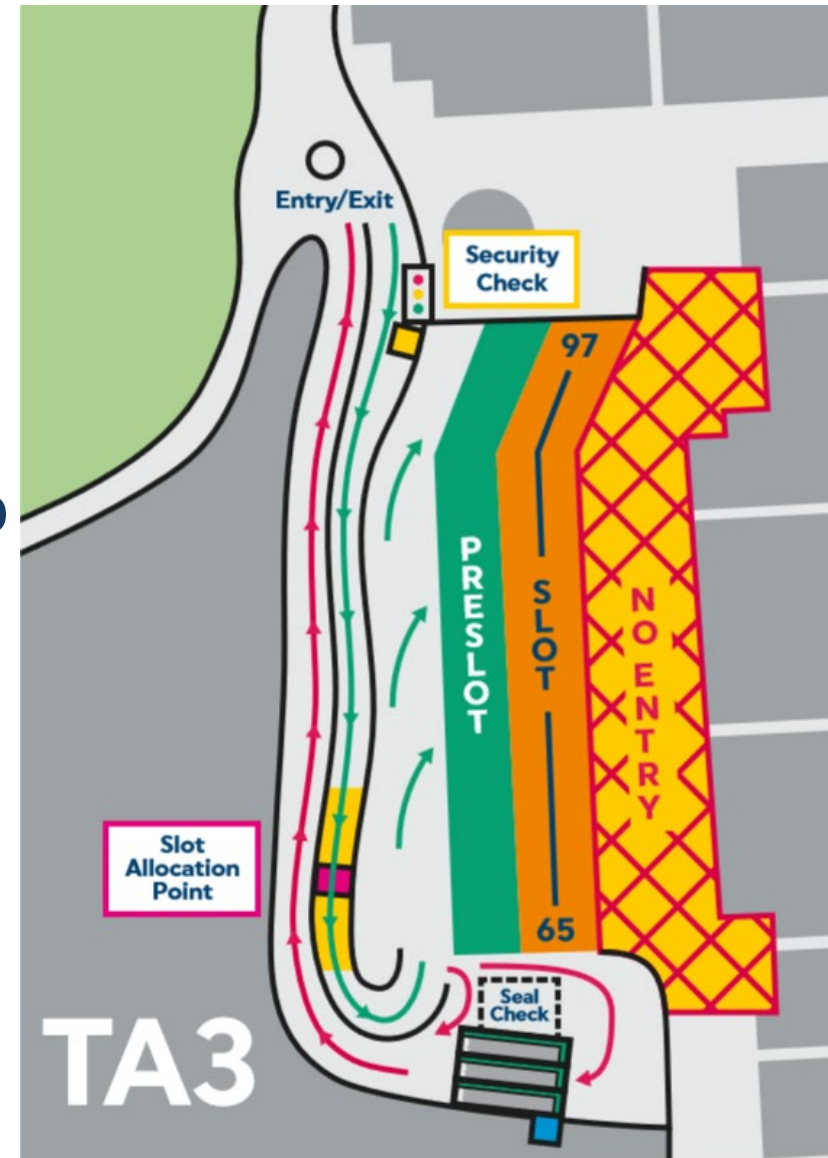 Entry/Exit
Security
Check
97
PRESLOT
SLOT
NO ENTRY
Slot
Allocation
Point
65
Seal
Check
TA3